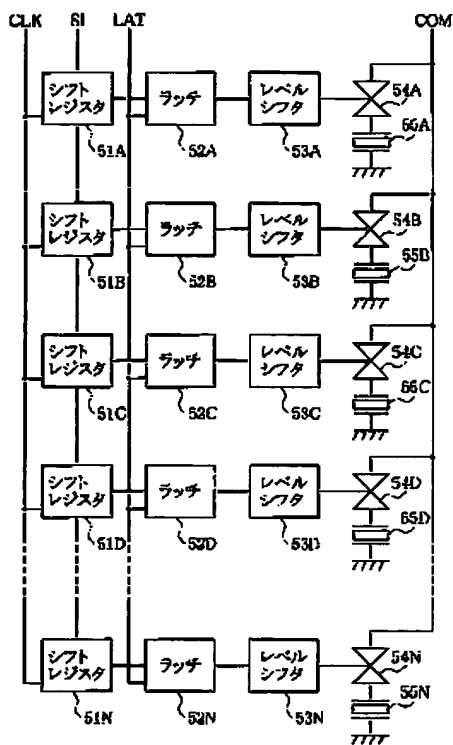 CLK SI LAT COM
シフト
レジスタ
ラッチ
レベル
シフタ
54A
55A
51A 52A 53A
シフト
レジスタ
ラッチ
レベル
シフタ
54B
55B
51B 52B 53B
シフト
レジスタ
ラッチ
レベル
シフタ
54C
55C
51C 52C 53C
シフト
レジスタ
ラッチ
レベル
シフタ
54D
55D
51D 52D 53D
シフト
レジスタ
ラッチ
レベル
シフタ
54N
55N
51N 52N 53N